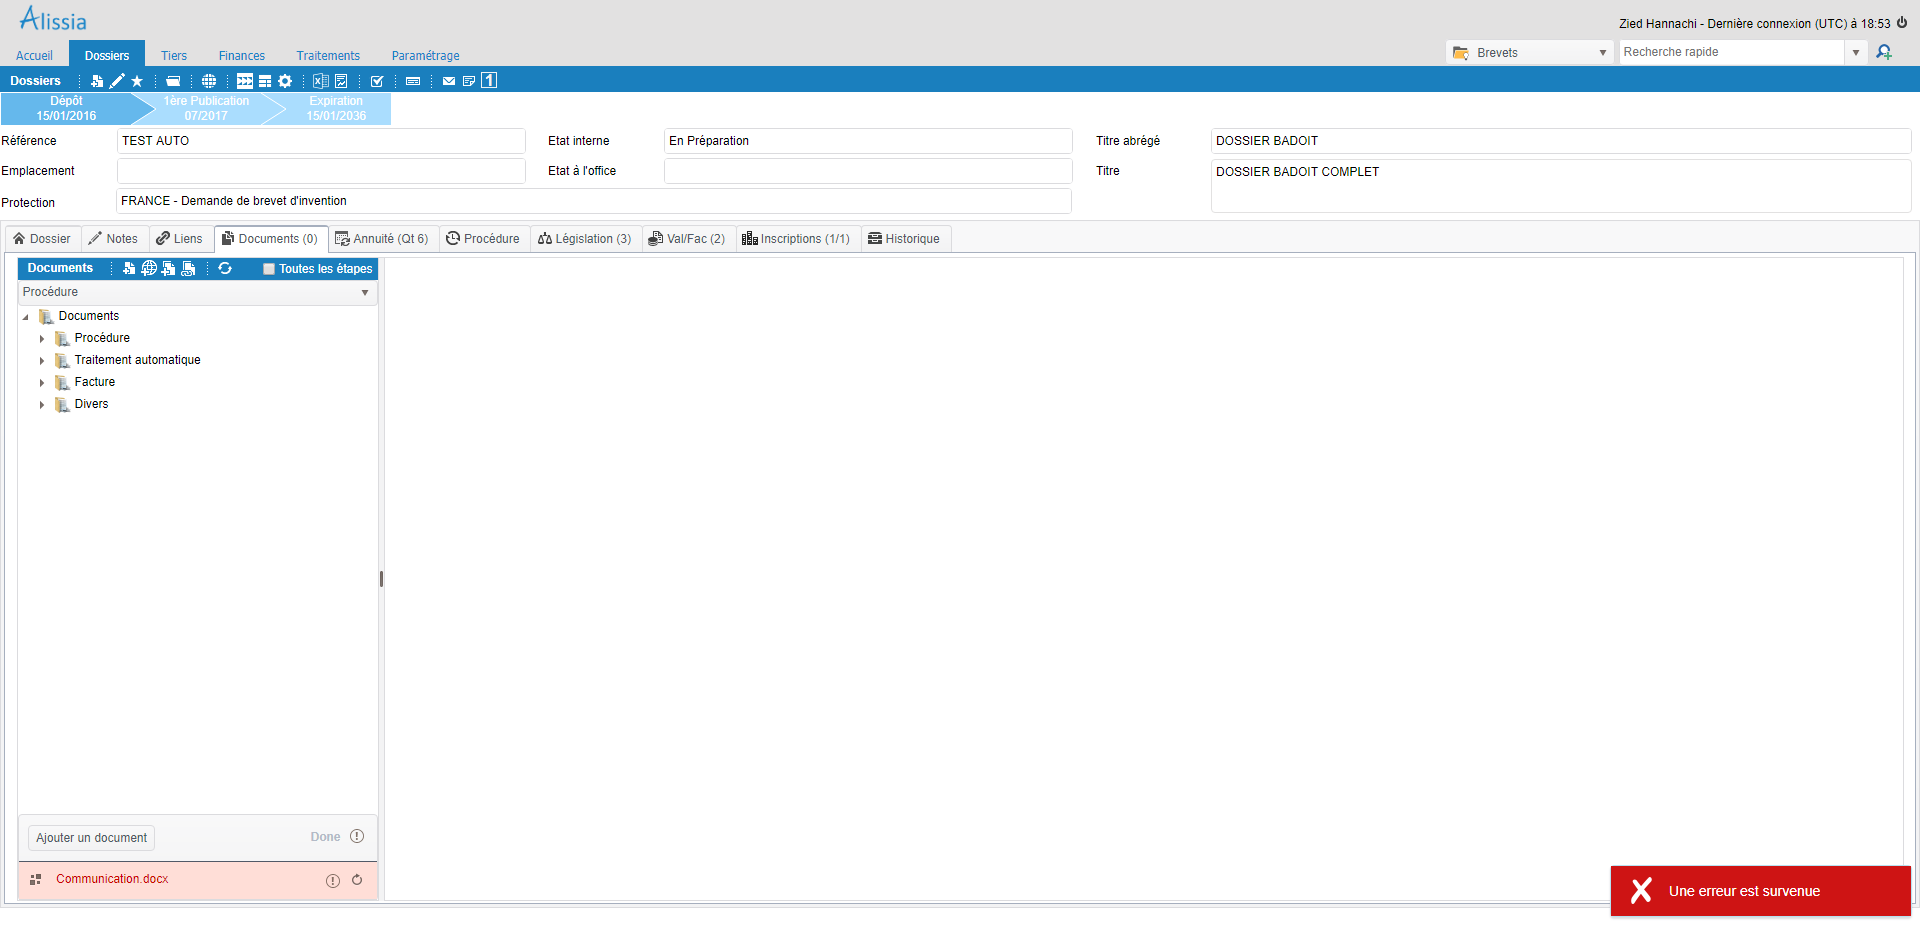 Alissia
Zied Hannachi - Dernière connexion (UTC) à 18:53
Accueil Dossiers Tiers Finances Traitements Paramétrage
Brevets Recherche rapide
Dossiers
1
Dépôt 1ère Publication Expiration
15/01/2016 07/2017 15/01/2036
Référence TEST AUTO Etat interne En Préparation Titre abrégé DOSSIER BADOIT
Emplacement Etat à l'office Titre DOSSIER BADOIT COMPLET
Protection FRANCE - Demande de brevet d'invention
Dossier Notes Liens Documents (0) Annuité (Qt 6) Procédure Législation (3) Val/Fac (2) Inscriptions (1/1) Historique
Documents Toutes les étapes
Procédure
Documents
Procédure
Traitement automatique
Facture
Divers
Ajouter un document Done
Communication.docx
Une erreur est survenue